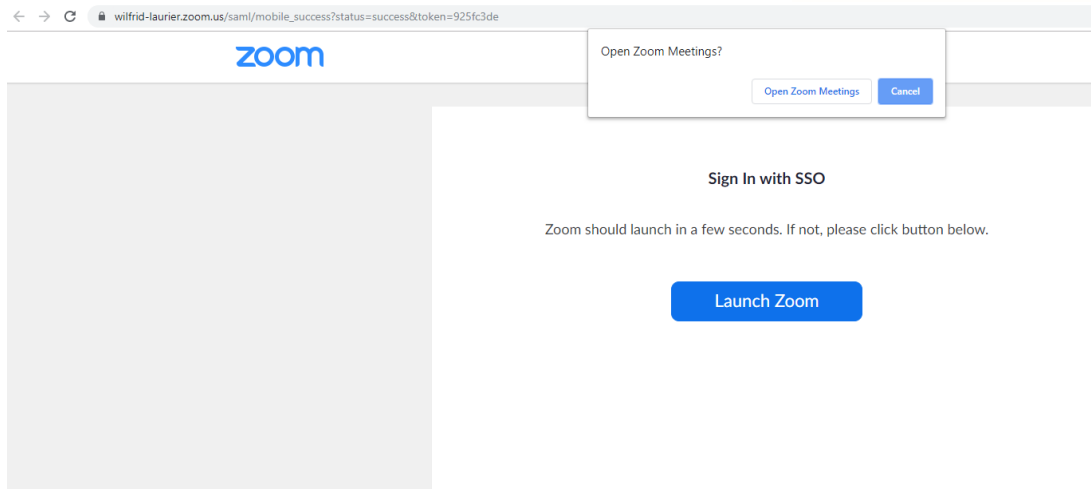 wilfrid-laurier.zoom.us/saml/mobile_success?status=success&token=925fc3de
zoom
Open Zoom Meetings?
Open Zoom Meetings Cancel
Sign In with SSO
Zoom should launch in a few seconds. If not, please click button below.
Launch Zoom